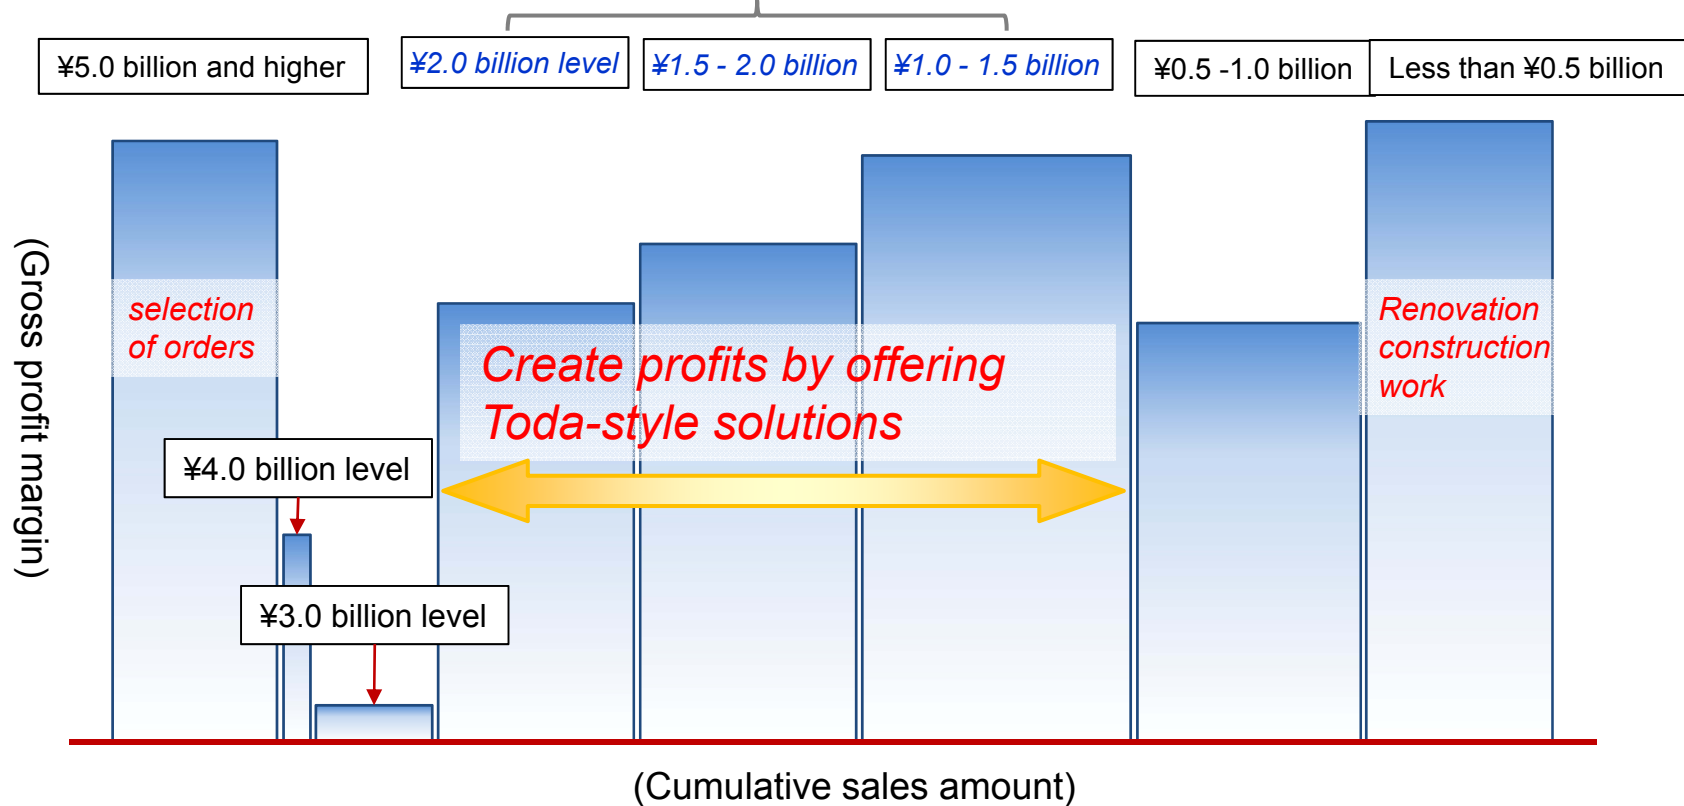 ¥5.0 billion and higher
¥2.0 billion level
¥1.5 - 2.0 billion
¥1.0 - 1.5 billion
¥0.5 -1.0 billion
Less than ¥0.5 billion
(Gross profit margin)
selection
of orders
Create profits by offering
Toda-style solutions
Renovation
construction
work
¥4.0 billion level
¥3.0 billion level
(Cumulative sales amount)